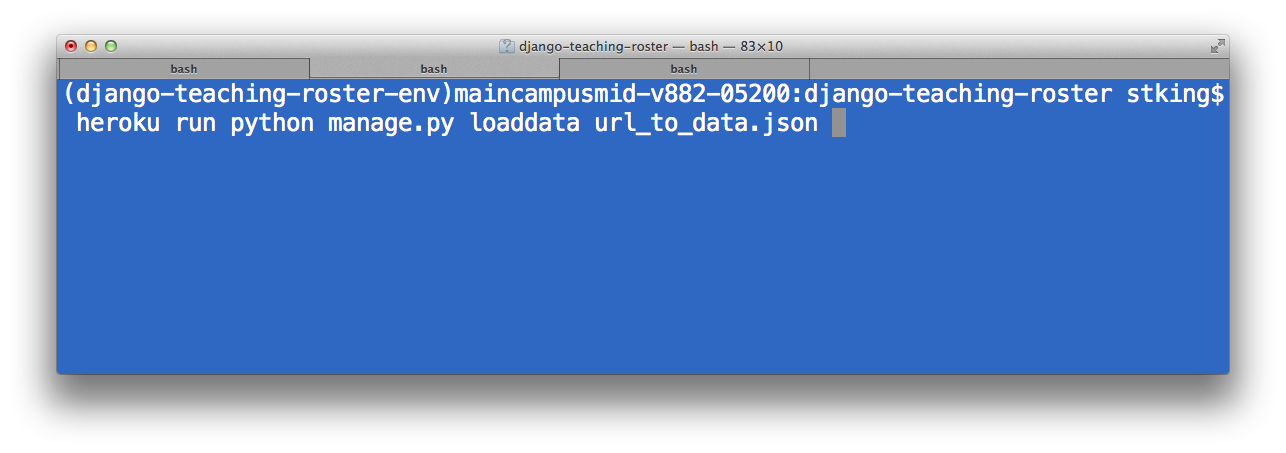 django-teaching-roster — bash — 83×10
bash bash bash
(django-teaching-roster-env)maincampusmid-v882-05200:django-teaching-roster stking$
heroku run python manage.py loaddata url_to_data.json